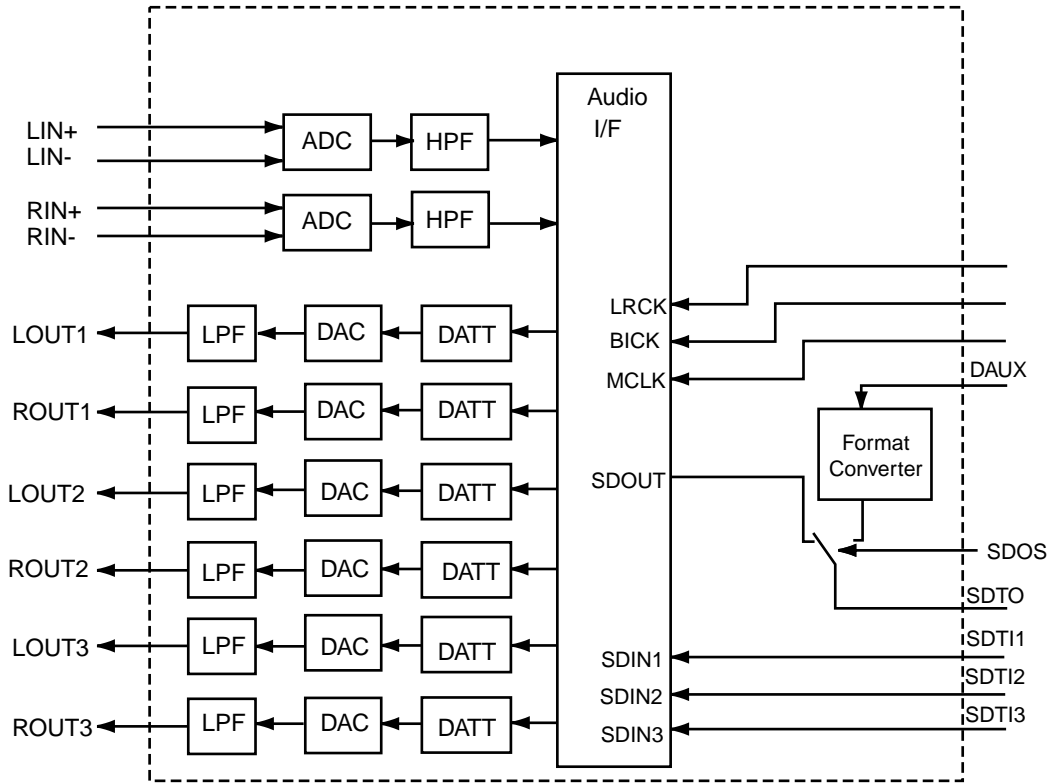 Audio
I/F
LIN+
LIN-
ADC
HPF
RIN+
RIN-
ADC
HPF
LRCK
BICK
MCLK
DAUX
Format
Converter
LOUT1
LPF
DAC
DATT
ROUT1
LPF
DAC
DATT
LOUT2
LPF
DAC
DATT
SDOUT
ROUT2
LPF
DAC
DATT
SDOS
SDTO
LOUT3
LPF
DAC
DATT
SDIN1
SDTI1
SDIN2
SDTI2
ROUT3
LPF
DAC
DATT
SDIN3
SDTI3